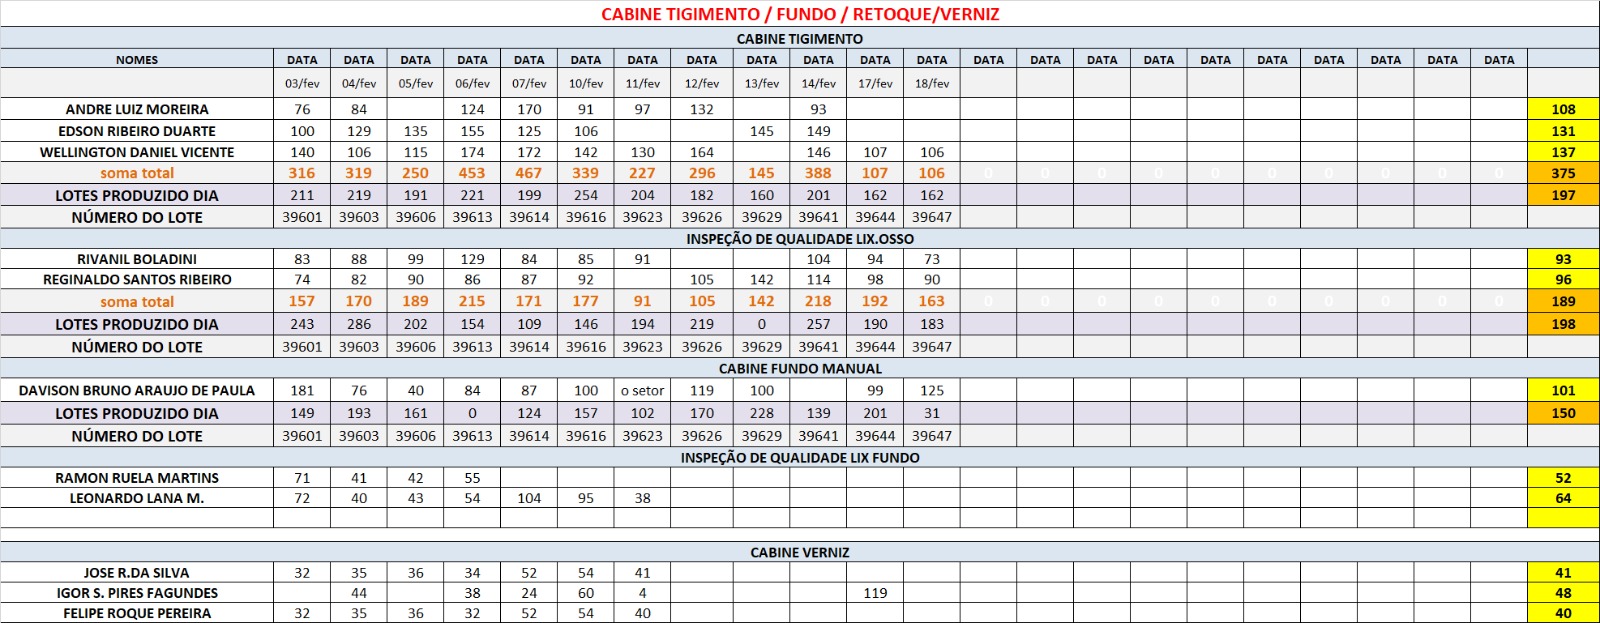 CABINE TIGIMENTO / FUNDO / RETOQUE/VERNIZ
CABINE TIGIMENTO
NOMES DATA DATA DATA DATA DATA DATA DATA DATA DATA DATA DATA DATA DATA DATA DATA DATA DATA DATA DATA DATA DATA DATA
03/fev 04/fev 05/fev 06/fev 07/fev 10/fev 11/fev 12/fev 13/fev 14/fev 17/fev 18/fev
ANDRE LUIZ MOREIRA 76 84 124 170 91 97 132 93 108
EDSON RIBEIRO DUARTE 100 129 135 155 125 106 145 149 131
WELLINGTON DANIEL VICENTE 140 106 115 174 172 142 130 164 146 107 106 137
soma total 316 319 250 453 467 339 227 296 145 388 107 106 0 0 0 0 0 0 0 0 0 0 375
LOTES PRODUZIDO DIA 211 219 191 221 199 254 204 182 160 201 162 162 197
NÚMERO DO LOTE 39601 39603 39606 39613 39614 39616 39623 39626 39629 39641 39644 39647
INSPEÇÃO DE QUALIDADE LIX.OSSO
RIVANIL BOLADINI 83 88 99 129 84 85 91 104 94 73 93
REGINALDO SANTOS RIBEIRO 74 82 90 86 87 92 105 142 114 98 90 96
soma total 157 170 189 215 171 177 91 105 142 218 192 163 0 0 0 0 0 0 0 0 0 0 189
LOTES PRODUZIDO DIA 243 286 202 154 109 146 194 219 0 257 190 183 198
NÚMERO DO LOTE 39601 39603 39606 39613 39614 39616 39623 39626 39629 39641 39644 39647
CABINE FUNDO MANUAL
DAVISON BRUNO ARAUJO DE PAULA 181 76 40 84 87 100 o setor 119 100 99 125 101
LOTES PRODUZIDO DIA 149 193 161 0 124 157 102 170 228 139 201 31 150
NÚMERO DO LOTE 39601 39603 39606 39613 39614 39616 39623 39626 39629 39641 39644 39647
INSPEÇÃO DE QUALIDADE LIX FUNDO
RAMON RUELA MARTINS 71 41 42 55 52
LEONARDO LANA M. 72 40 43 54 104 95 38 64
CABINE VERNIZ
JOSE R.DA SILVA 32 35 36 34 52 54 41 41
IGOR S. PIRES FAGUNDES 44 38 24 60 4 119 48
FELIPE ROQUE PEREIRA 32 35 36 32 52 54 40 40